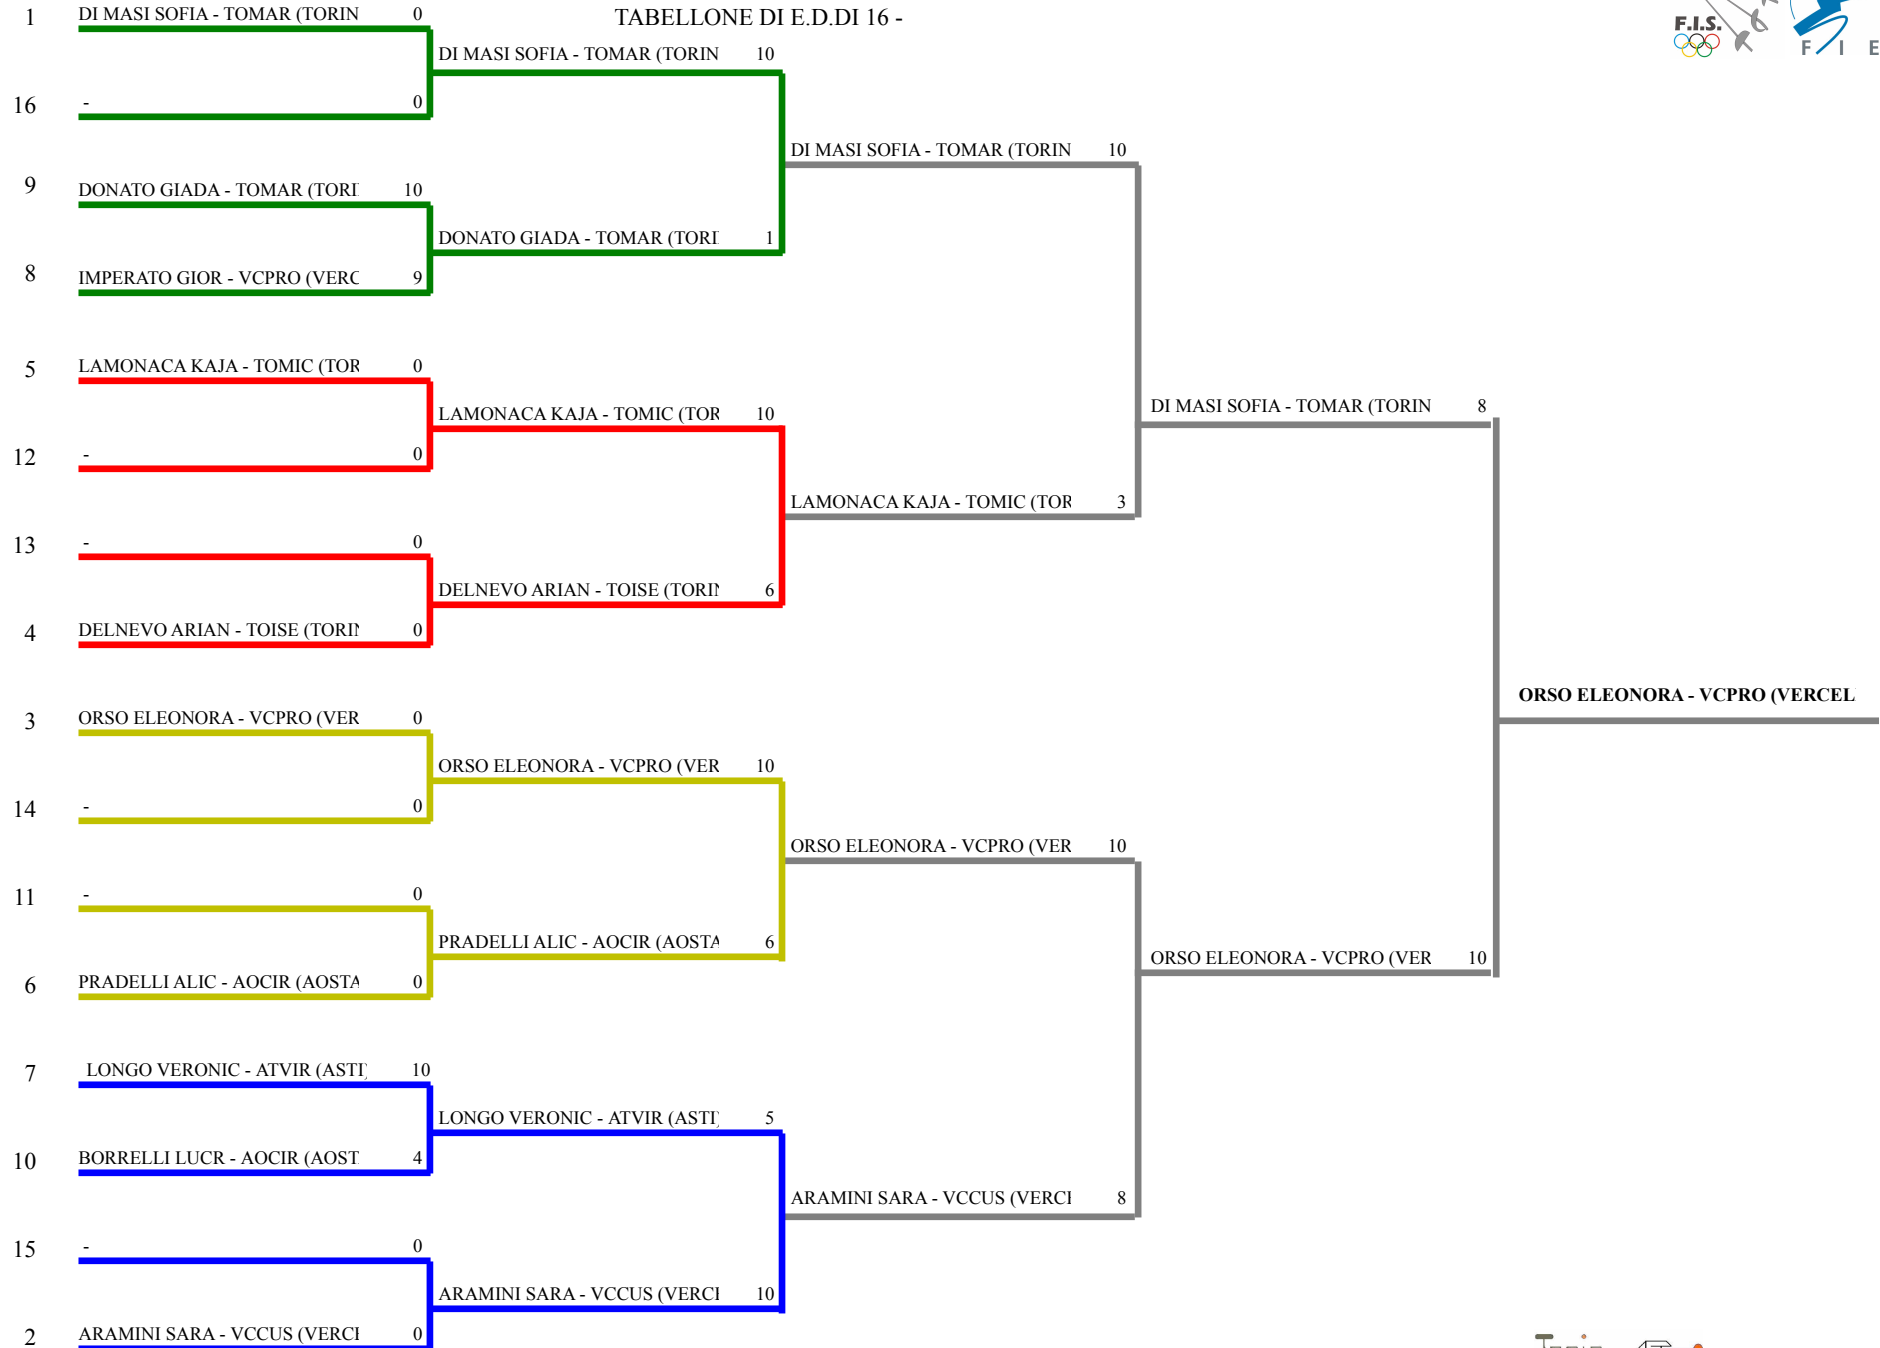 TABELLONE DI E.D.DI 16 -
F.I.S.
F I E
1 DI MASI SOFIA - TOMAR (TORIN 0
DI MASI SOFIA - TOMAR (TORIN 10
16 - 0
DI MASI SOFIA - TOMAR (TORIN 10
9 DONATO GIADA - TOMAR (TORI 10
DONATO GIADA - TOMAR (TORI 1
8 IMPERATO GIOR - VCPRO (VERC 9
5 LAMONACA KAJA - TOMIC (TOR 0
DI MASI SOFIA - TOMAR (TORIN 8
LAMONACA KAJA - TOMIC (TOR 10
12 - 0
LAMONACA KAJA - TOMIC (TOR 3
13 - 0
DELNEVO ARIAN - TOISE (TORIN 6
4 DELNEVO ARIAN - TOISE (TORIN 0
ORSO ELEONORA - VCPRO (VERCEL
3 ORSO ELEONORA - VCPRO (VER 0
ORSO ELEONORA - VCPRO (VER 10
14 - 0
ORSO ELEONORA - VCPRO (VER 10
11 - 0
PRADELLI ALIC - AOCIR (AOSTA 6
ORSO ELEONORA - VCPRO (VER 10
6 PRADELLI ALIC - AOCIR (AOSTA 0
7 LONGO VERONIC - ATVIR (ASTI) 10
LONGO VERONIC - ATVIR (ASTI) 5
10 BORRELLI LUCR - AOCIR (AOST 4
ARAMINI SARA - VCCUS (VERCE 8
15 - 0
ARAMINI SARA - VCCUS (VERCE 10
2 ARAMINI SARA - VCCUS (VERCE 0